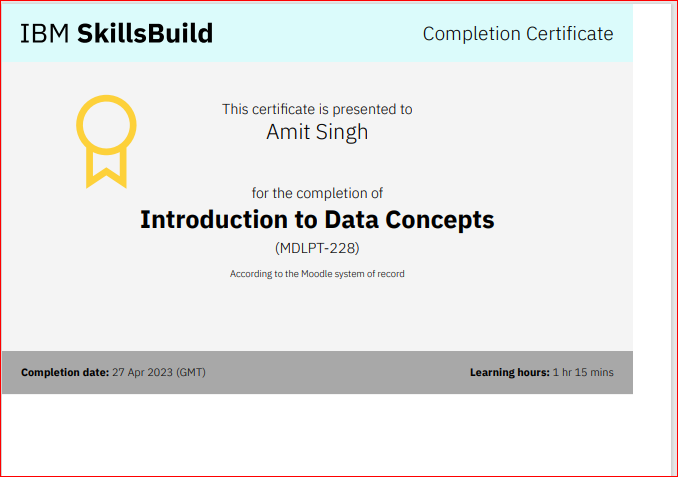 IBM SkillsBuild
Completion Certificate
This certificate is presented to
Amit Singh
for the completion of
Introduction to Data Concepts
(MDLPT-228)
According to the Moodle system of record
Completion date: 27 Apr 2023 (GMT)
Learning hours: 1 hr 15 mins